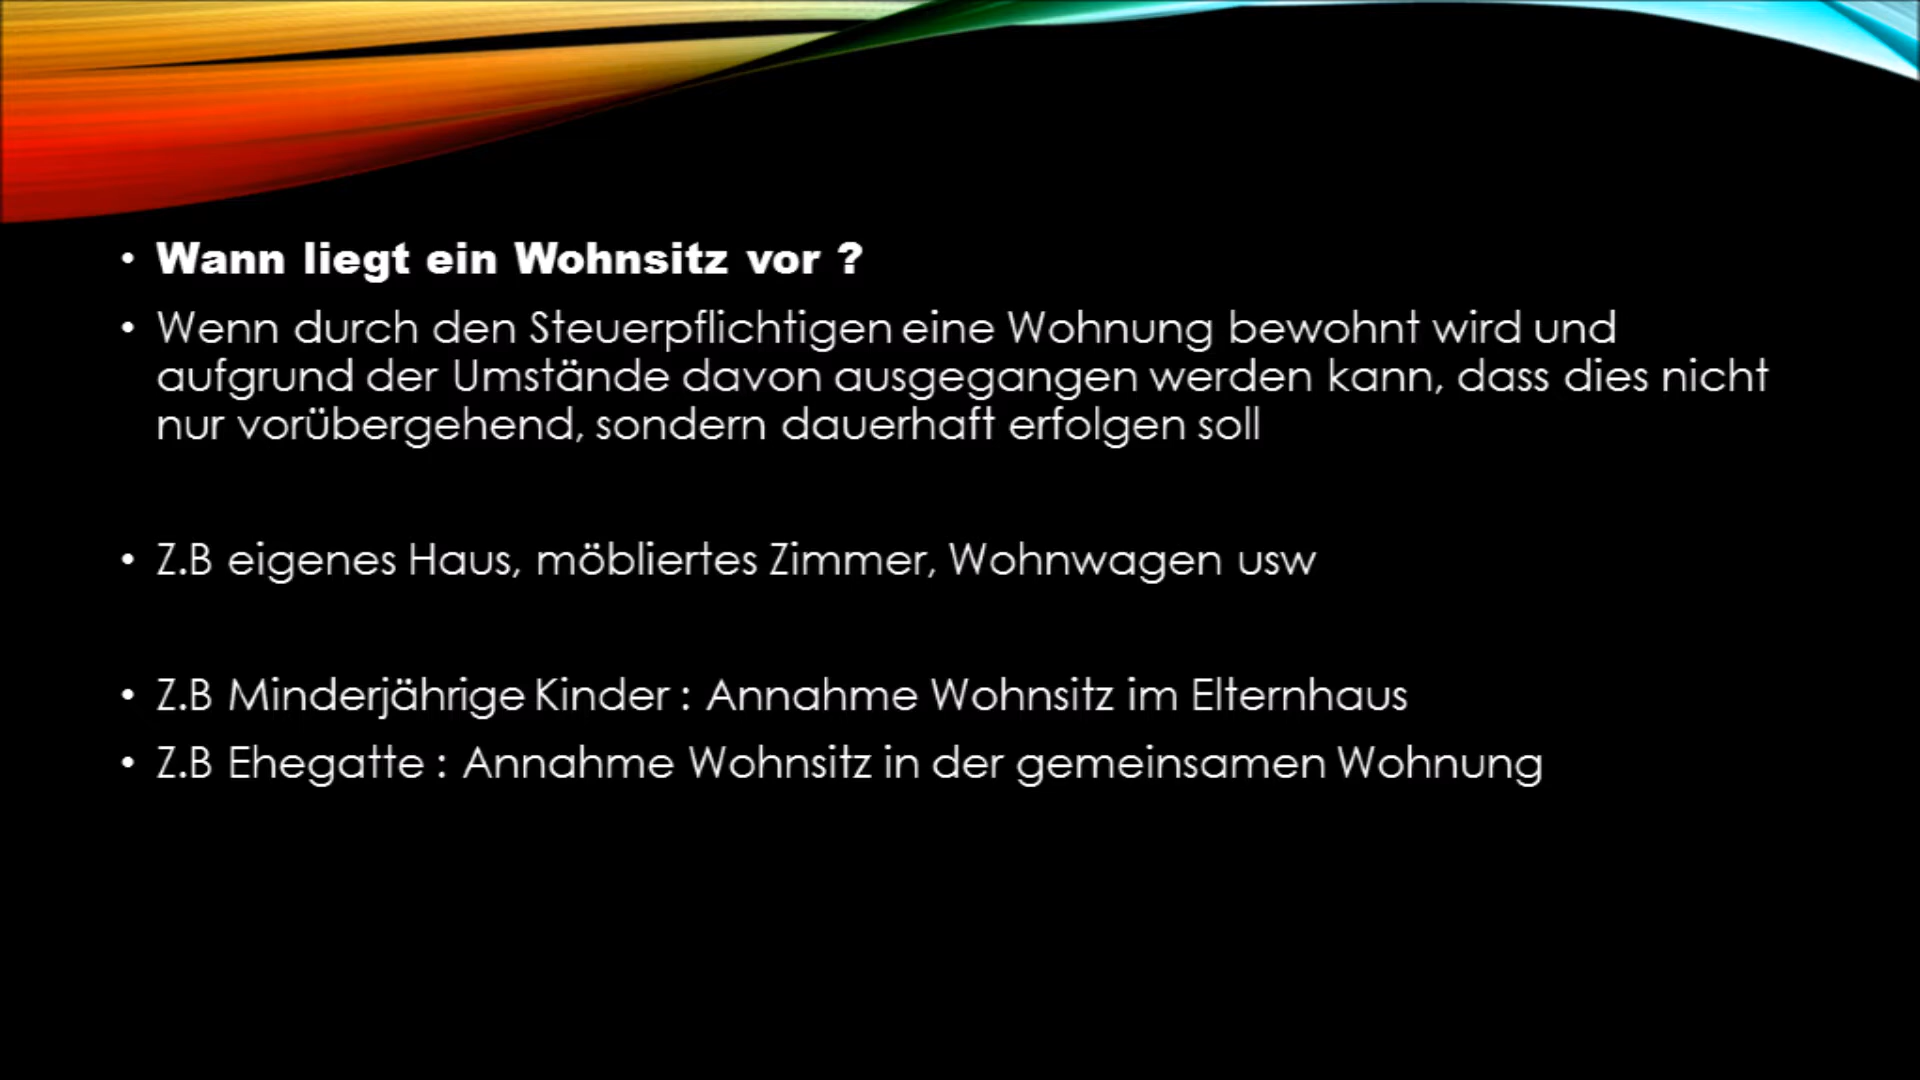 • Wann liegt ein Wohnsitz vor ?
• Wenn durch den Steuerpflichtigen eine Wohnung bewohnt wird und
aufgrund der Umstände davon ausgegangen werden kann, dass dies nicht
nur vorübergehend, sondern dauerhaft erfolgen soll
• Z.B eigenes Haus, möbliertes Zimmer, Wohnwagen usw
• Z.B Minderjährige Kinder : Annahme Wohnsitz im Elternhaus
• Z.B Ehegatte : Annahme Wohnsitz in der gemeinsamen Wohnung